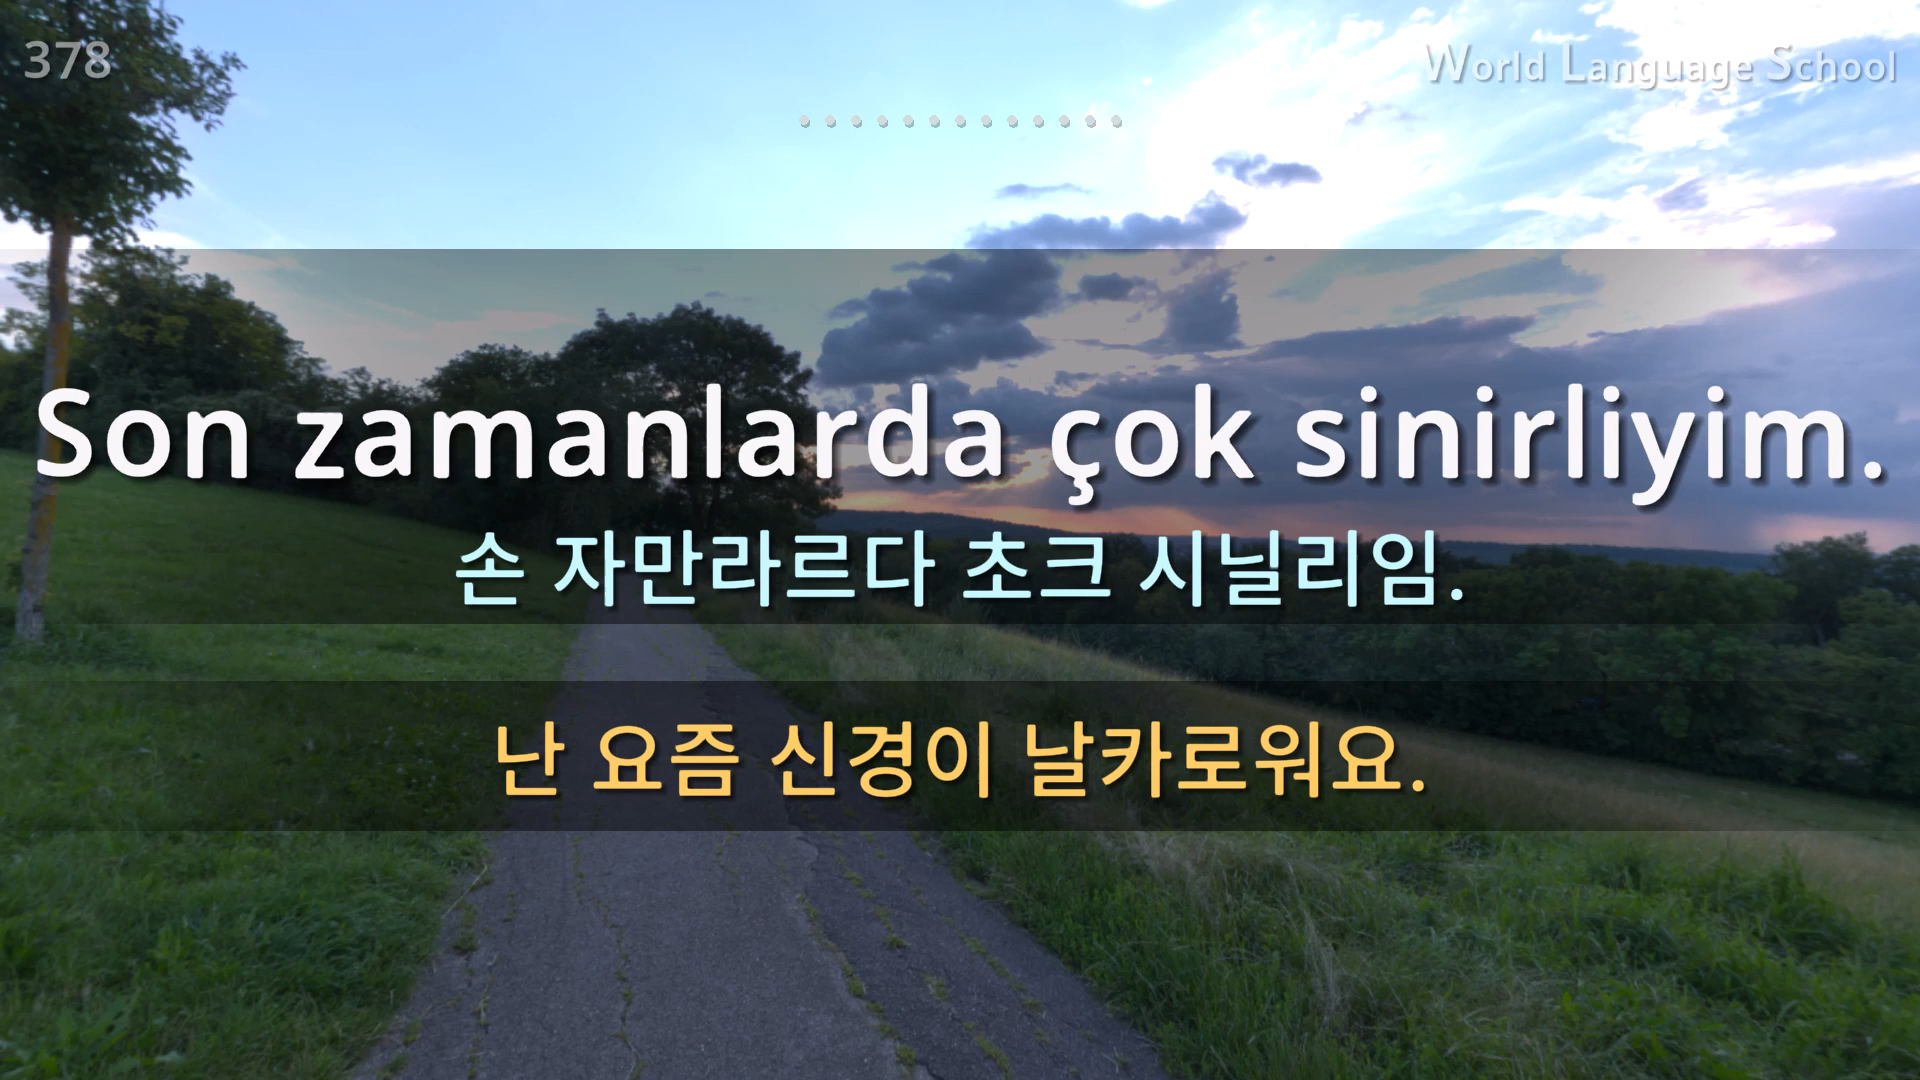 378
World Language School
Son zamanlarda çok sinirliyim.
손 자만라르다 초크 시닐리임.
난 요즘 신경이 날카로워요.